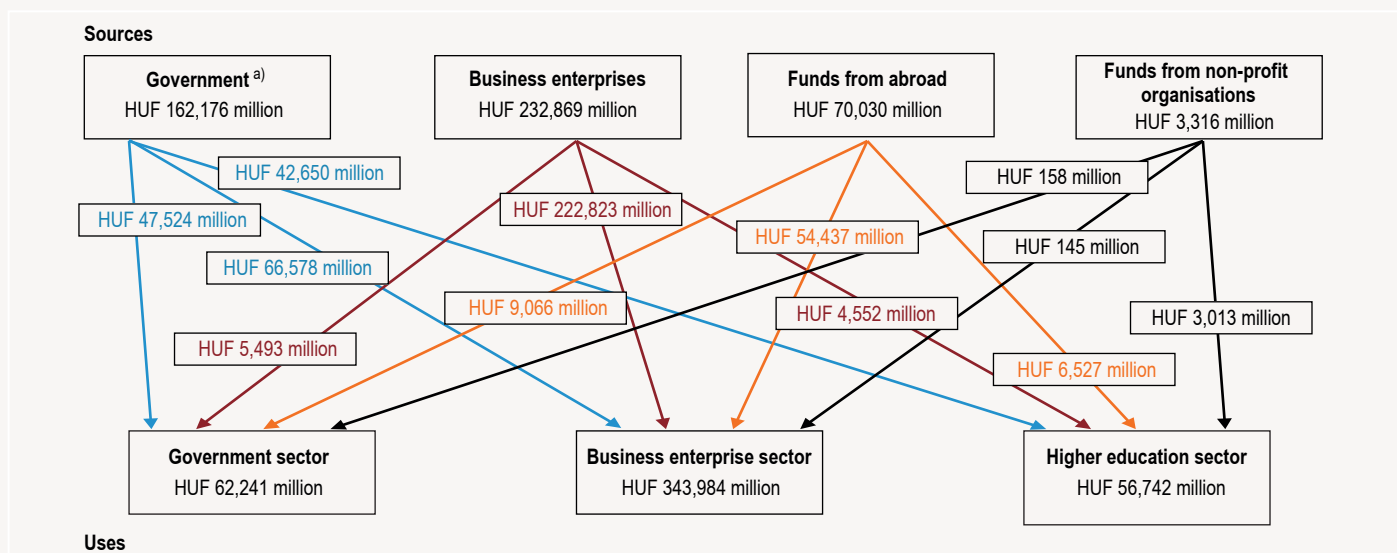 Sources
Government a)
HUF 162,176 million
Business enterprises
HUF 232,869 million
Funds from abroad
HUF 70,030 million
Funds from non-profit
organisations
HUF 3,316 million
HUF 42,650 million
HUF 158 million
HUF 47,524 million
HUF 222,823 million
HUF 54,437 million
HUF 145 million
HUF 66,578 million
HUF 9,066 million
HUF 4,552 million
HUF 3,013 million
HUF 5,493 million
HUF 6,527 million
Government sector
HUF 62,241 million
Business enterprise sector
HUF 343,984 million
Higher education sector
HUF 56,742 million
Uses